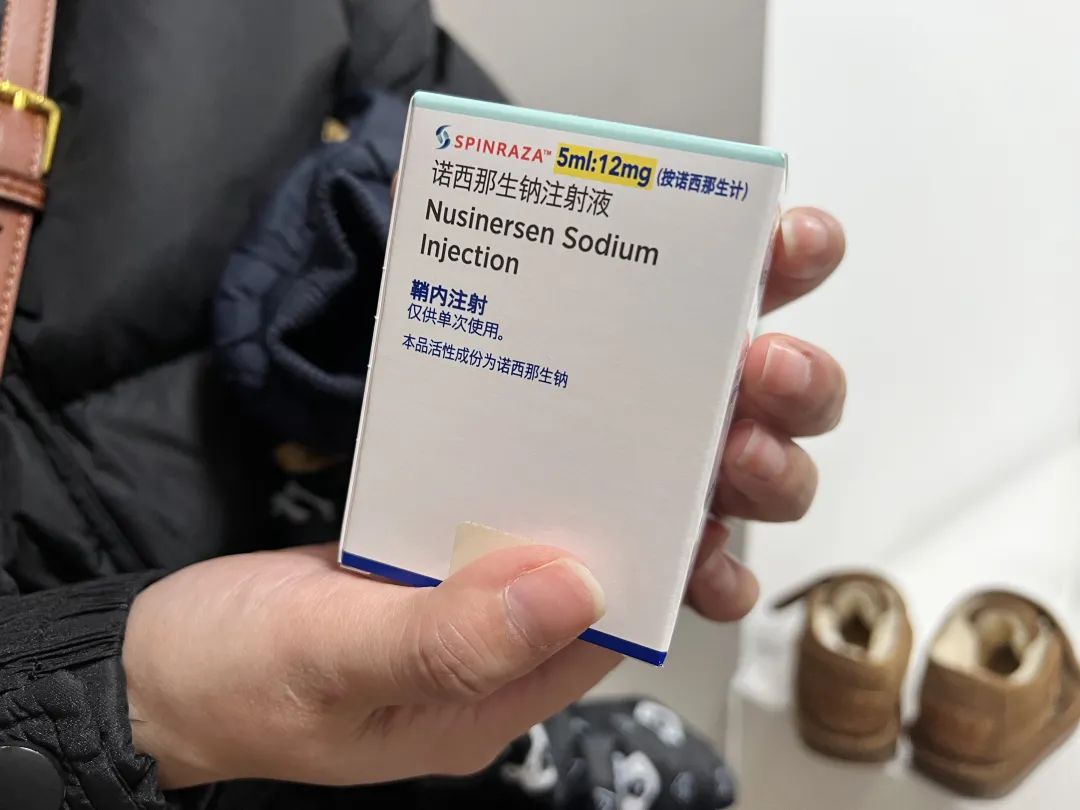 SPINRAZA™ 5ml:12mg (按诺西那生计)
诺西那生钠注射液
Nusinersen Sodium
Injection
鞘内注射
仅供单次使用。
本品活性成份为诺西那生钠